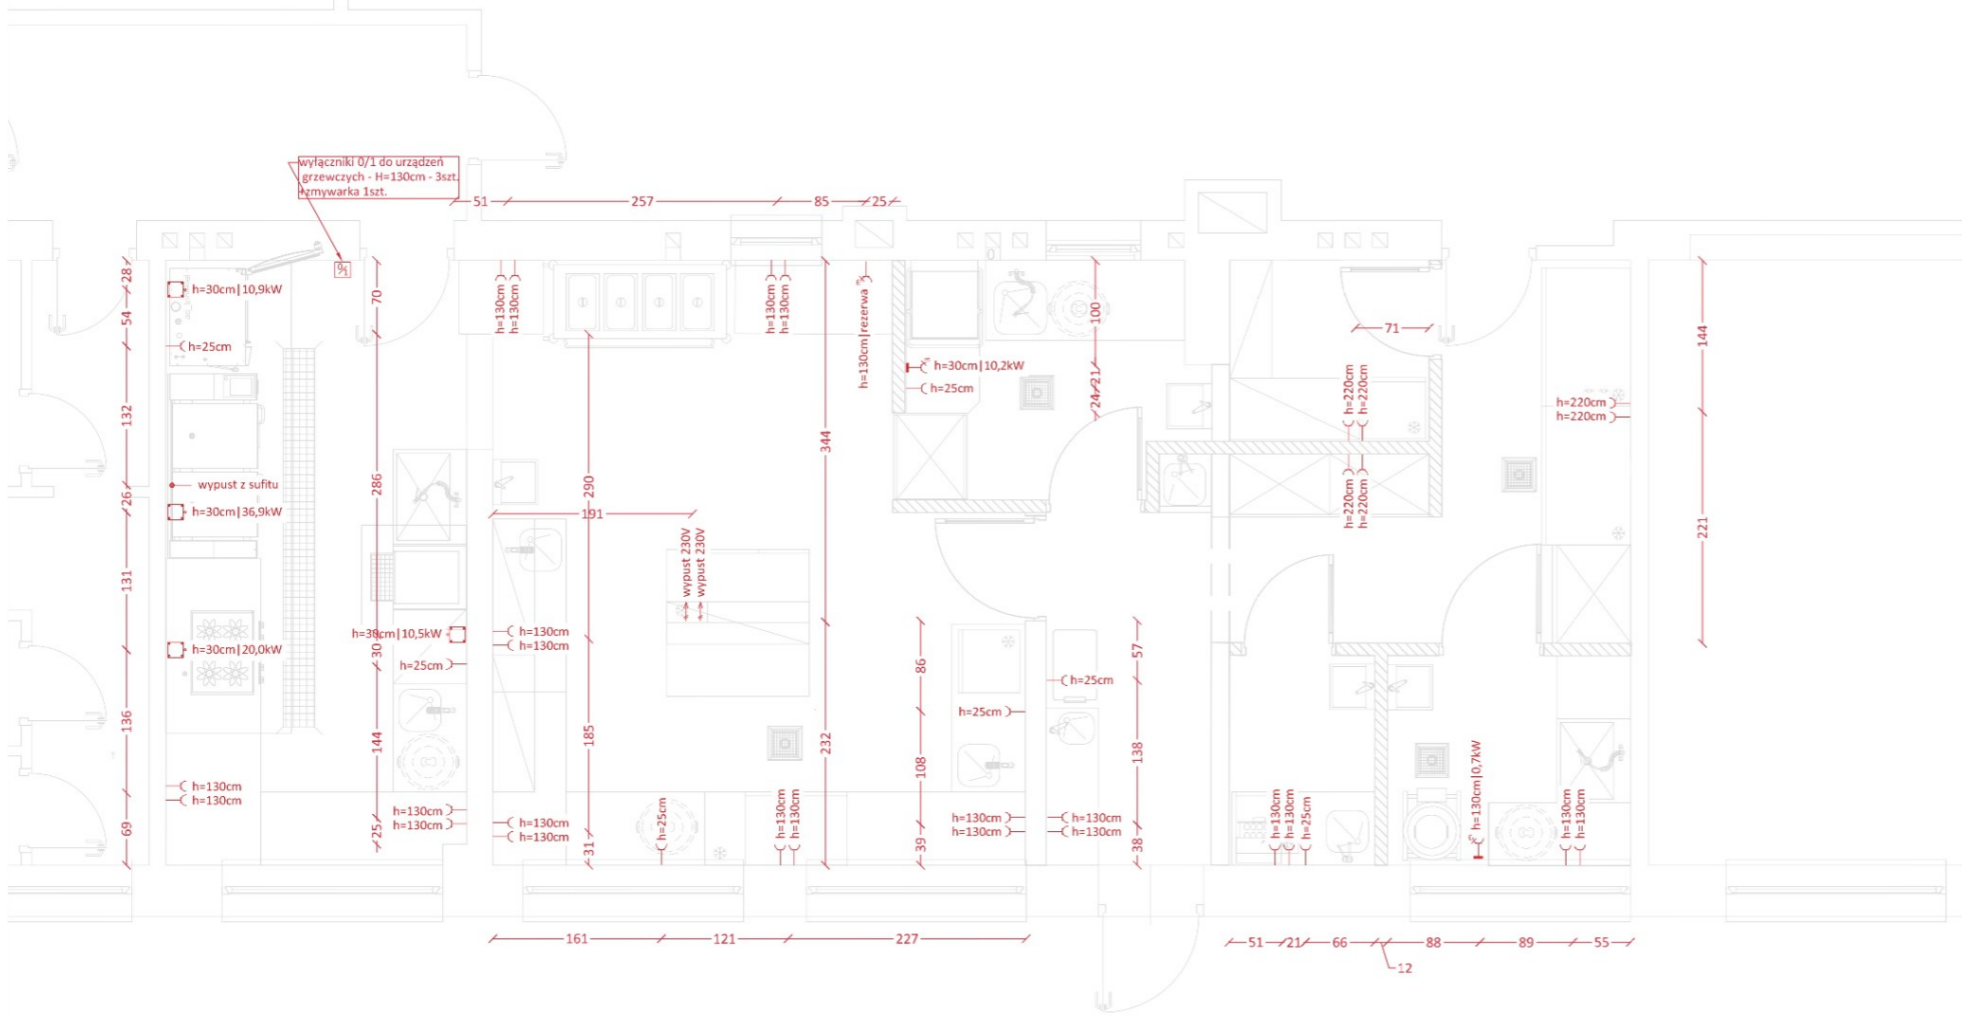 wyłączniki 0/1 do urządzeń
grzewczych - H=130cm - 3szt.
+zmywarka 1szt.
51
257
85
25
28
54
132
26
131
136
69
h=30cm|10,9kW
h=25cm
wypust z sufitu
h=30cm|36,9kW
h=30cm|20,0kW
h=130cm
h=130cm
70
286
30
144
25
h=30cm|10,5kW
h=25cm
h=130cm
h=130cm
h=130cm
h=130cm
290
185
31
191
h=130cm
h=130cm
h=130cm
h=130cm
wypust 230V
wypust 230V
h=130cm
h=130cm
h=130cm|rezerwa
344
232
h=25cm
h=130cm
h=130cm
h=30cm|10,2kW
h=25cm
100
21
24
86
108
39
h=25cm
h=130cm
h=130cm
57
138
38
h=25cm
h=130cm
h=130cm
71
h=220cm
h=220cm
h=220cm
h=220cm
h=220cm
h=220cm
144
221
h=130cm
h=130cm
h=25cm
h=130cm|0,7kW
h=130cm
h=130cm
161
121
227
51
21
66
88
89
55
12